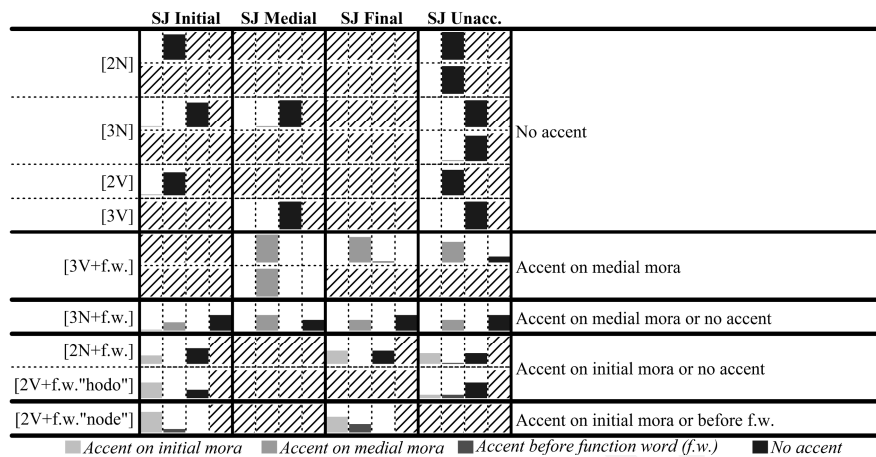 SJ Initial SJ Medial SJ Final SJ Unacc.
[2N]
[3N]
No accent
[2V]
[3V]
[3V+f.w.]
Accent on medial mora
[3N+f.w.]
Accent on medial mora or no accent
[2N+f.w.]
Accent on initial mora or no accent
[2V+f.w."hodo"]
[2V+f.w."node"]
Accent on initial mora or before f.w.
Accent on initial mora Accent on medial mora Accent before function word (f.w.) No accent